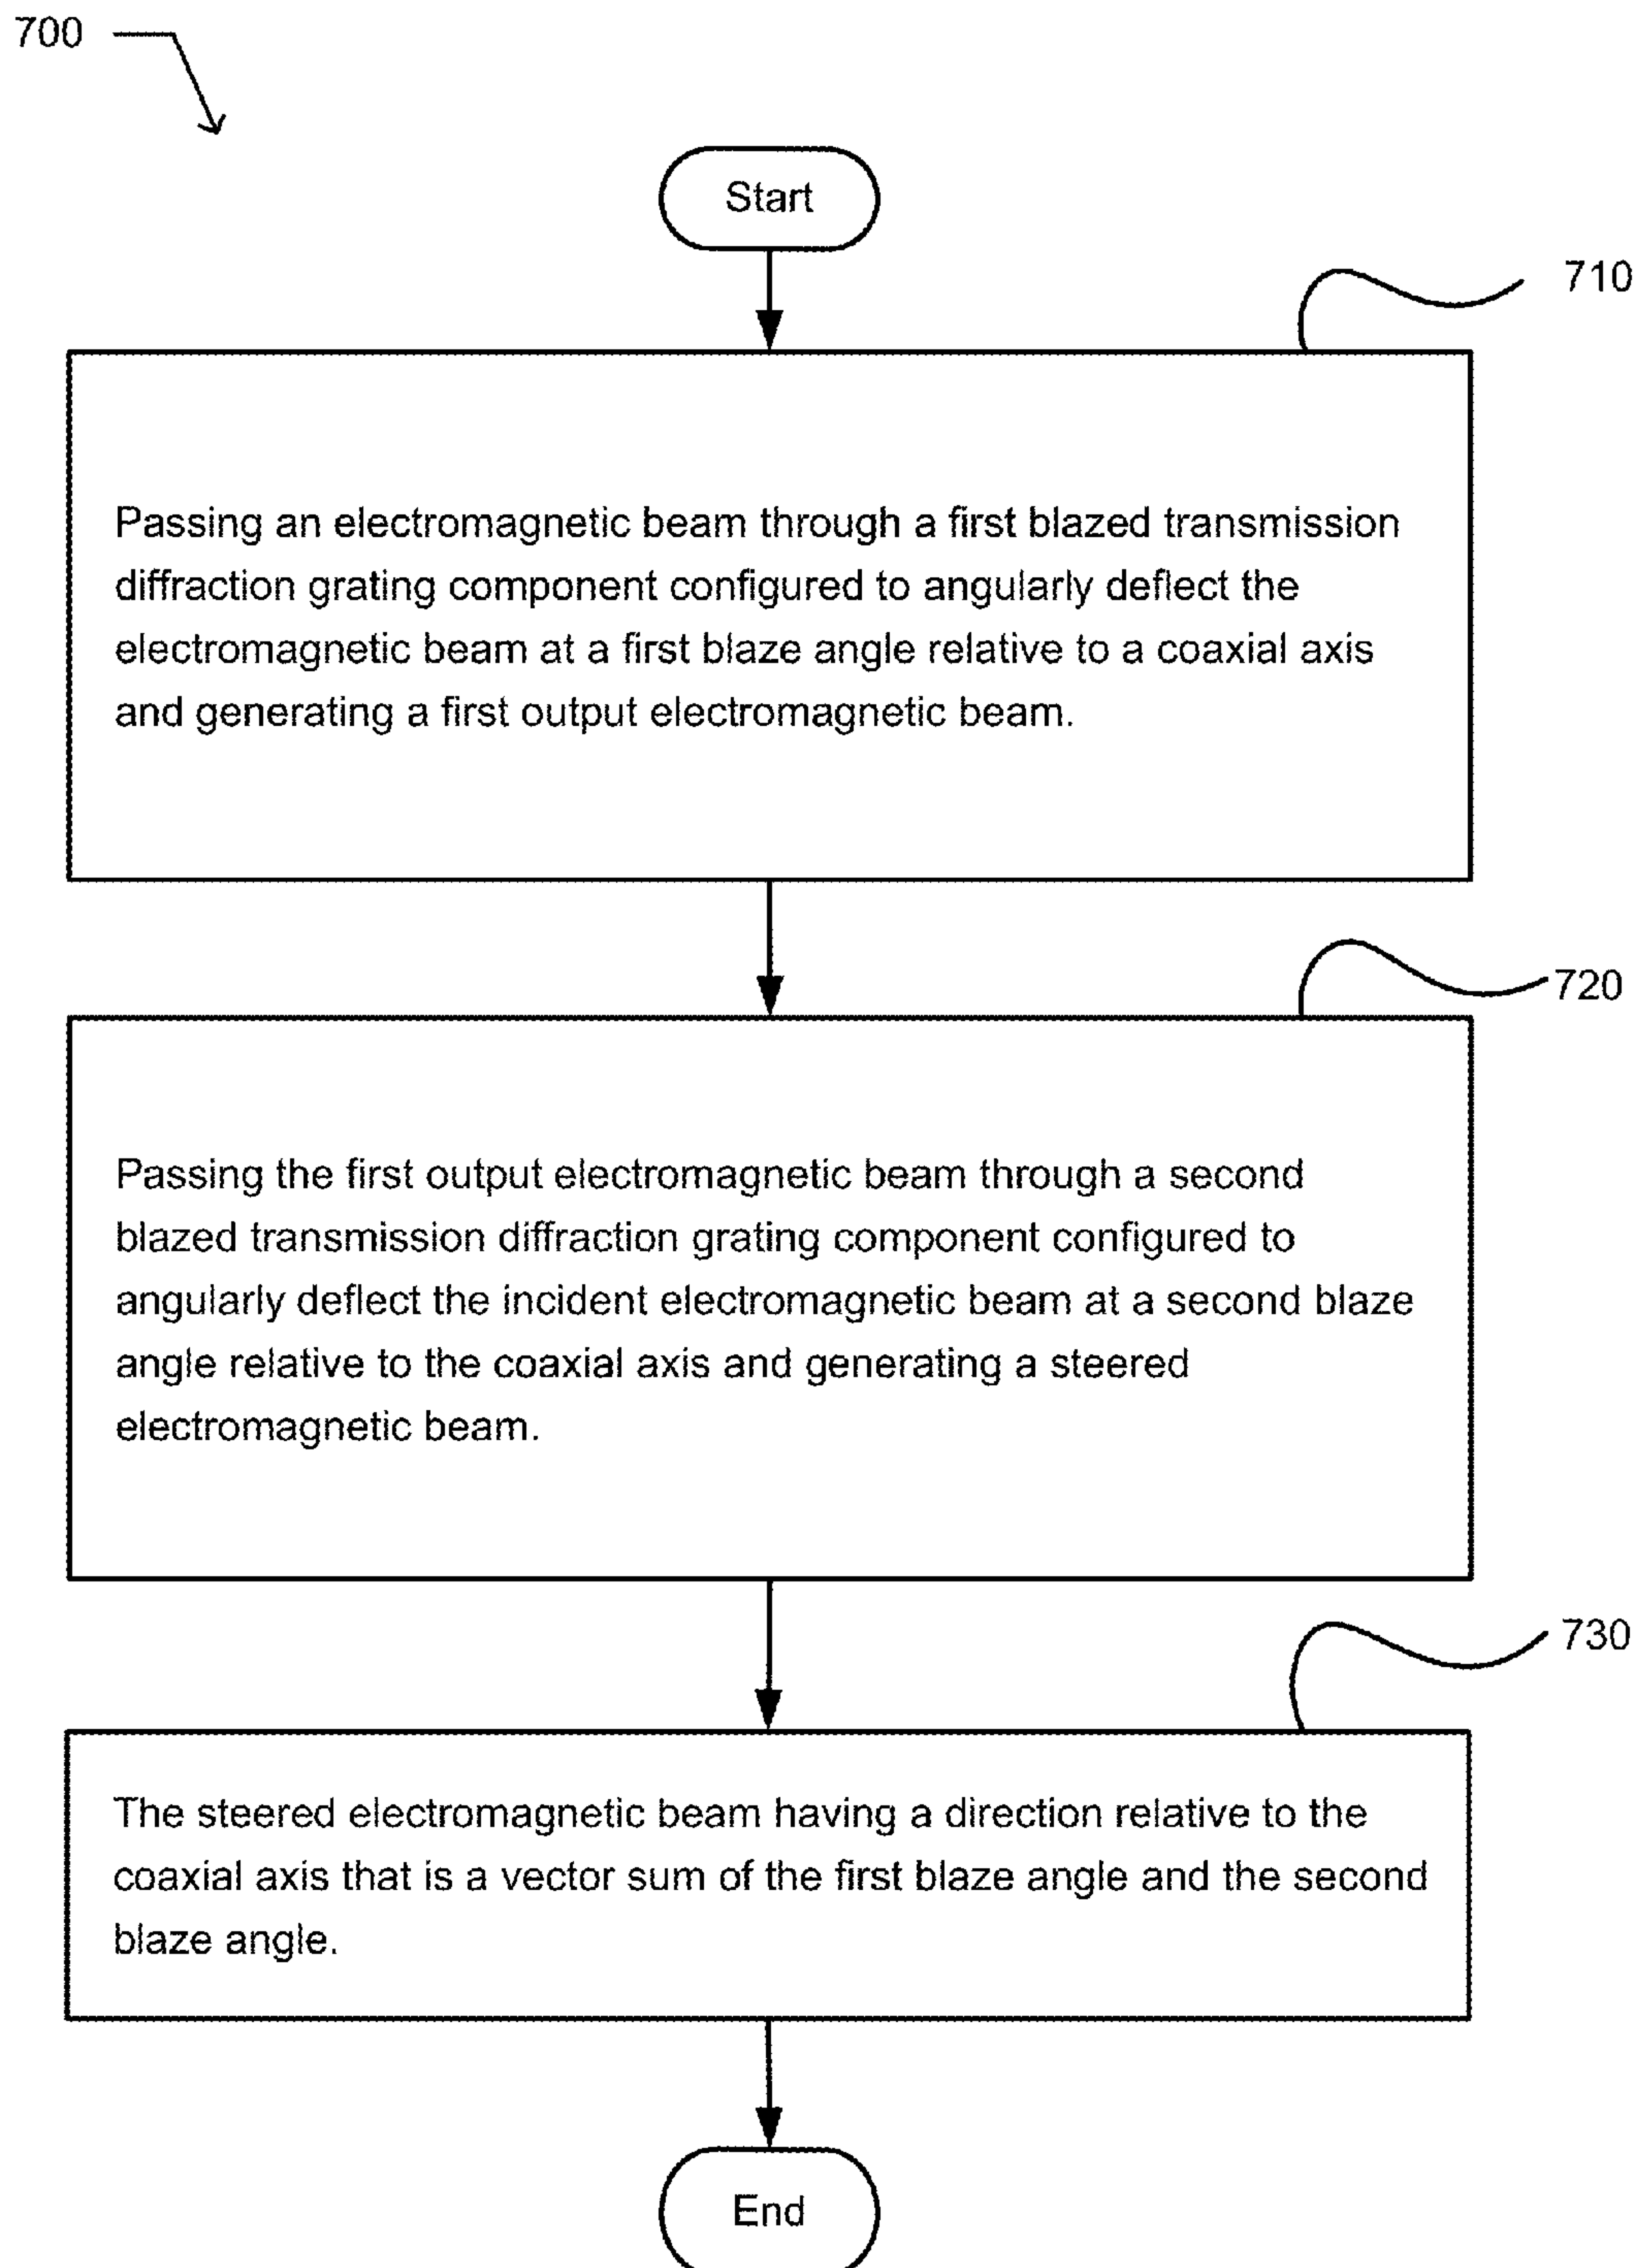 700
Start
710
Passing an electromagnetic beam through a first blazed transmission
diffraction grating component configured to angularly deflect the
electromagnetic beam at a first blaze angle relative to a coaxial axis
and generating a first output electromagnetic beam.
720
Passing the first output electromagnetic beam through a second
blazed transmission diffraction grating component configured to
angularly deflect the incident electromagnetic beam at a second blaze
angle relative to the coaxial axis and generating a steered
electromagnetic beam.
730
The steered electromagnetic beam having a direction relative to the
coaxial axis that is a vector sum of the first blaze angle and the second
blaze angle.
End